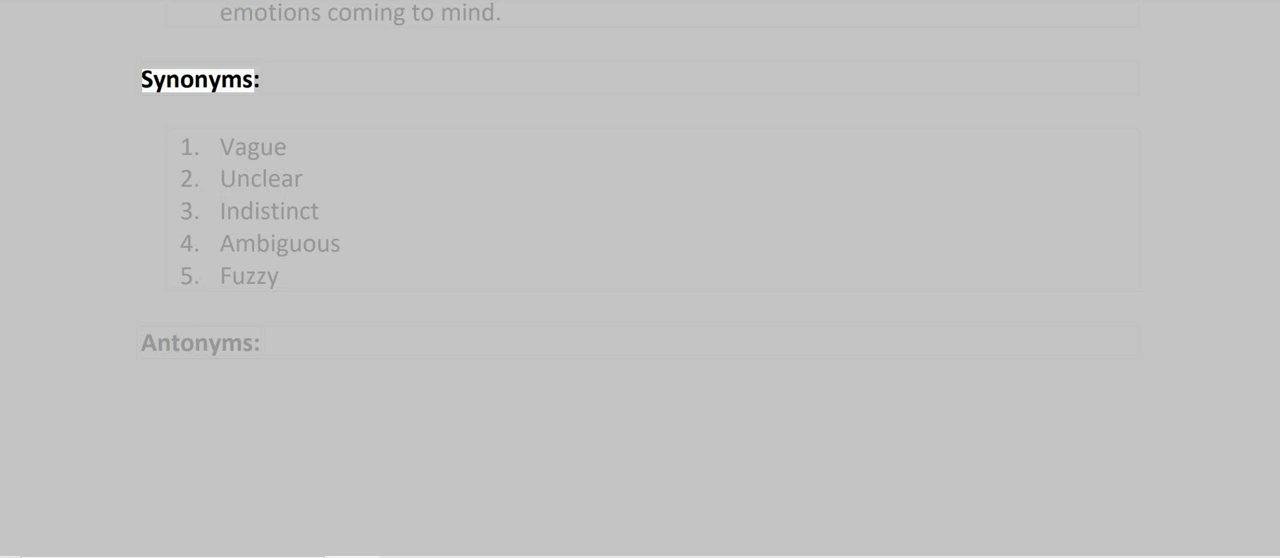 emotions coming to mind.
Synonyms:
1. Vague
2. Unclear
3. Indistinct
4. Ambiguous
5. Fuzzy
Antonyms: